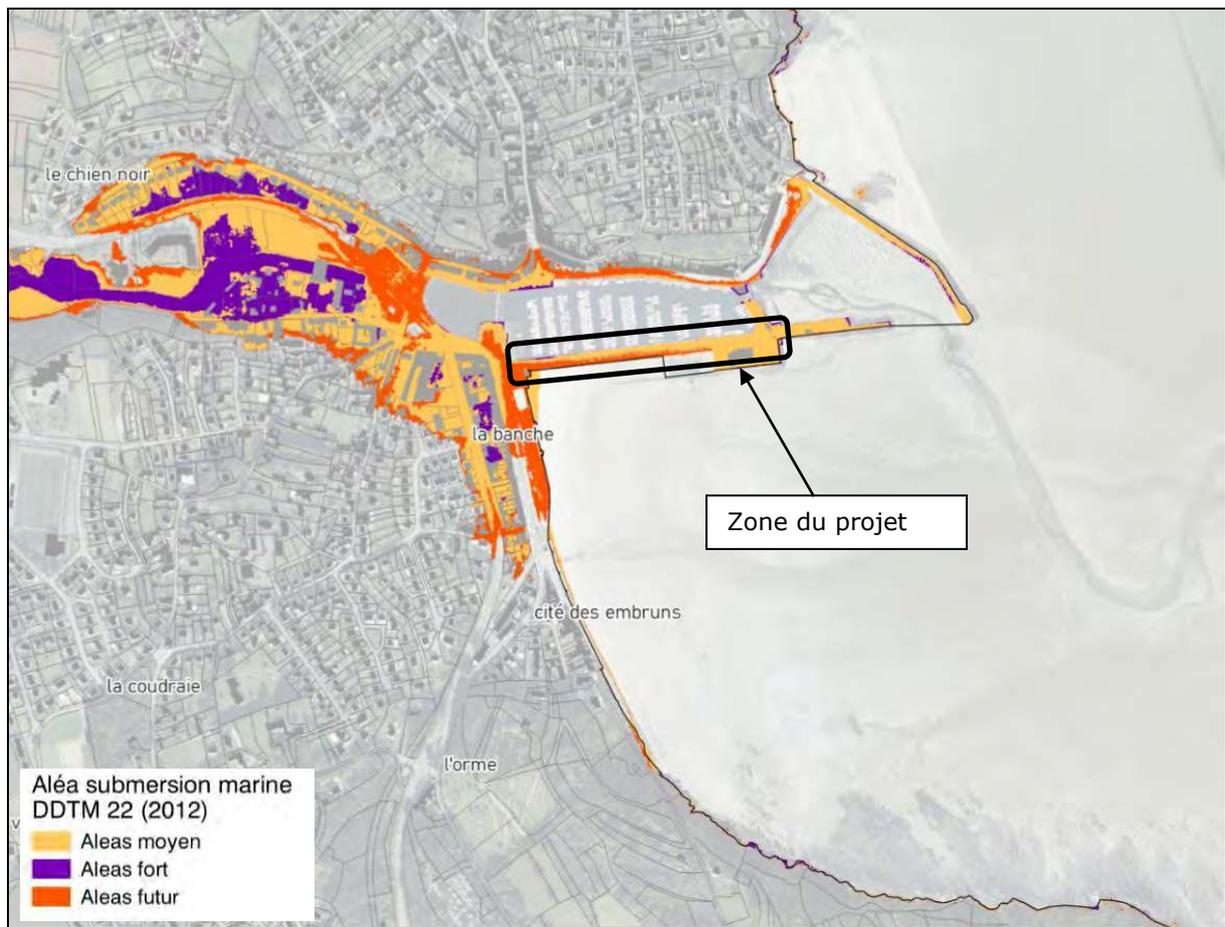 le chien noir
la banche
Zone du projet
cité des embruns
la coudraie
l'orme
Aléa submersion marine
DDTM 22 (2012)
Aleas moyen
Aleas fort
Aleas futur